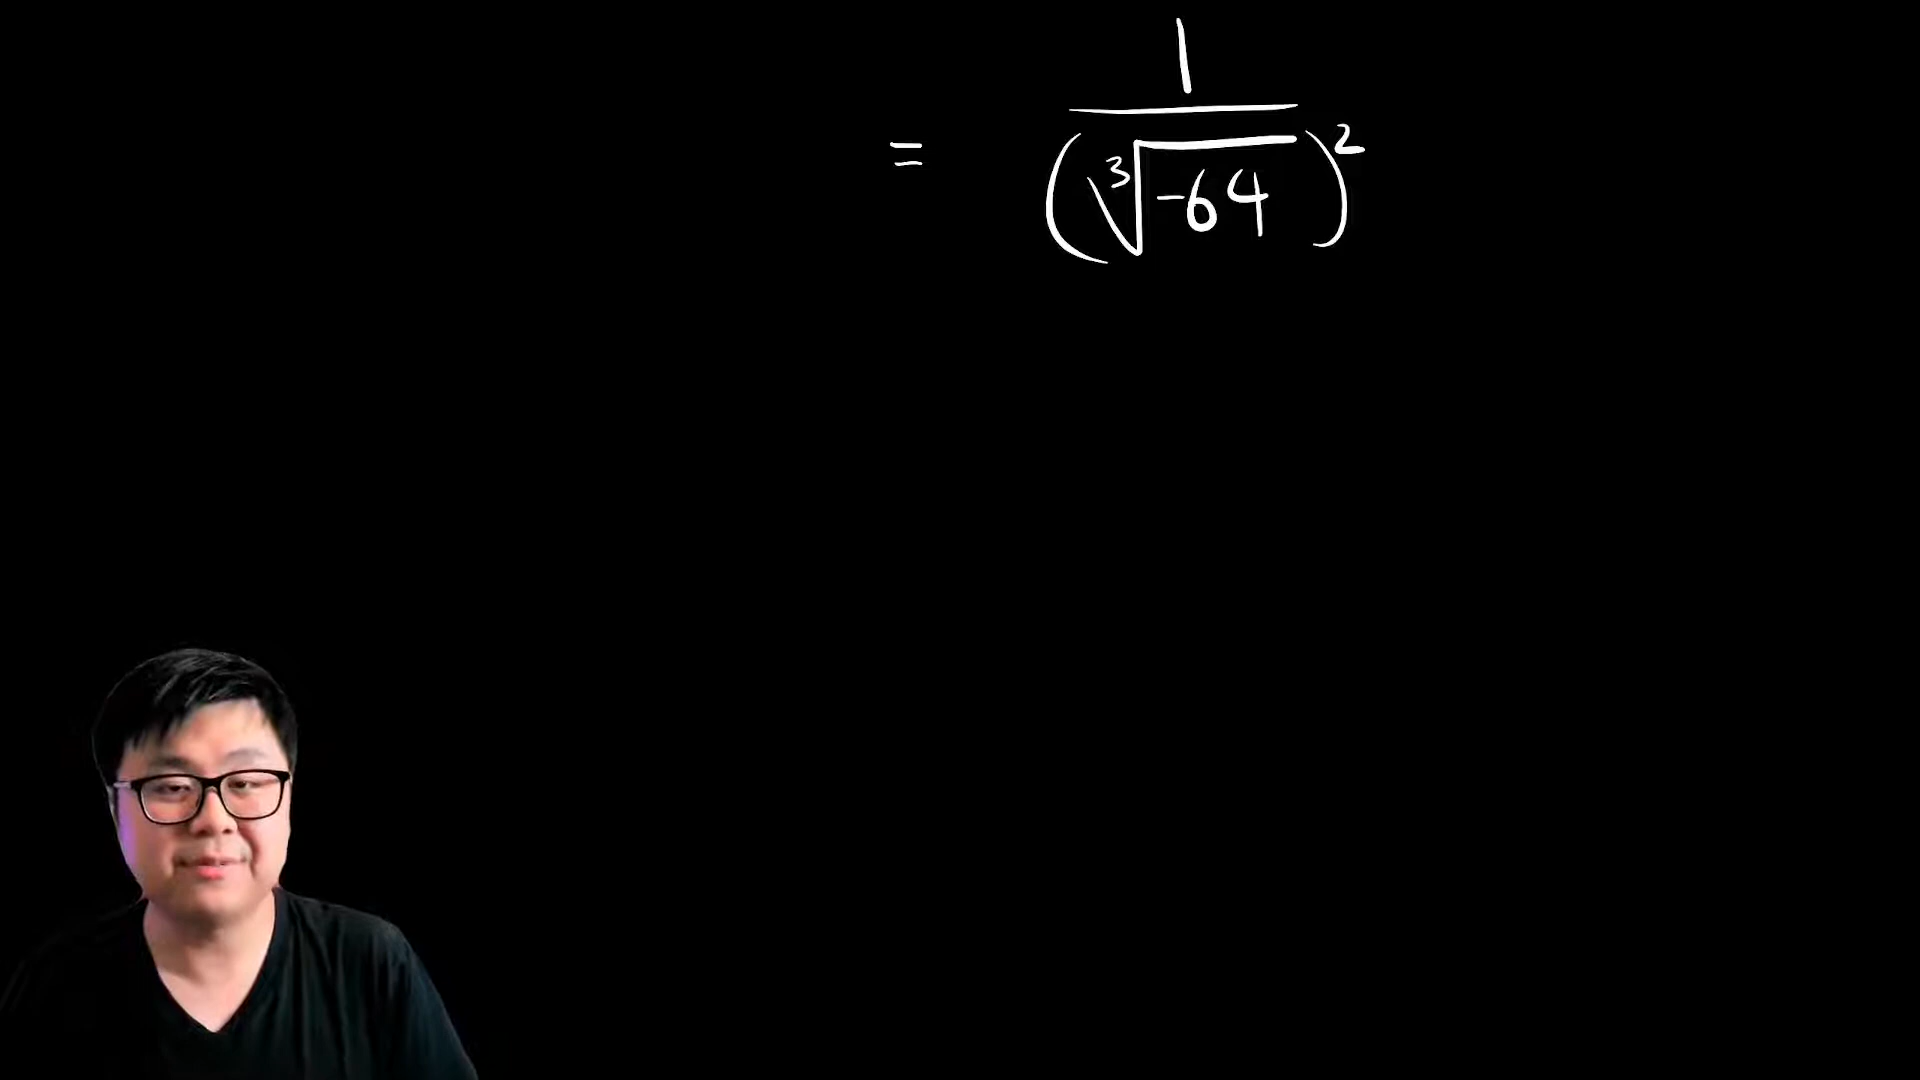 = 1/(∛-64)²